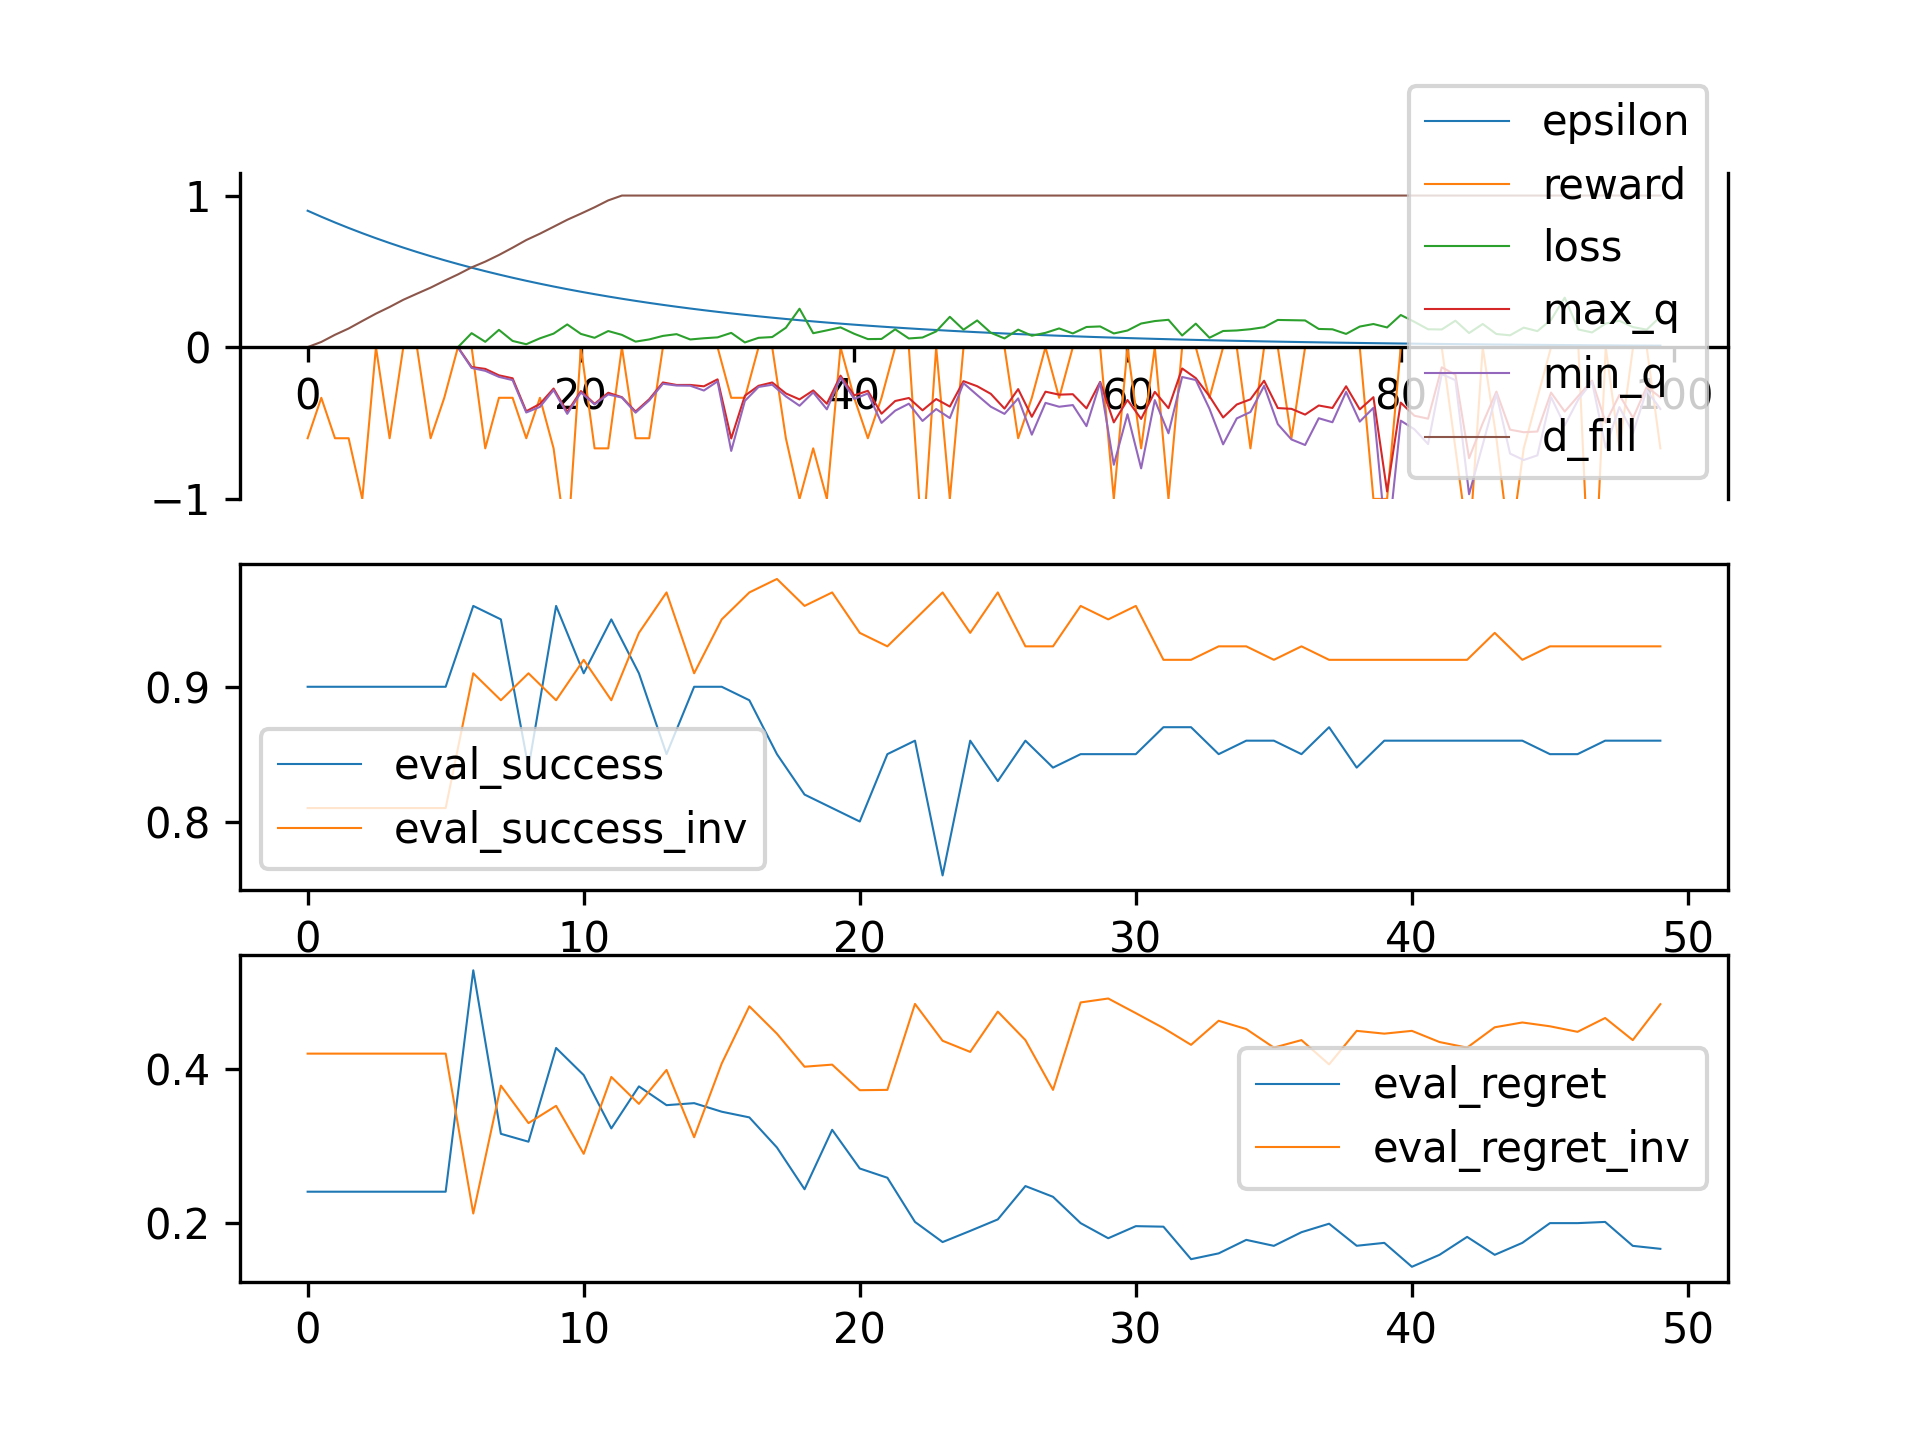 epsilon
reward
loss
max_q
min_q
d_fill
1
0
−1
0 20 40 60 80 100
eval_success
eval_success_inv
0.9
0.8
0 10 20 30 40 50
eval_regret
eval_regret_inv
0.4
0.2
0 10 20 30 40 50